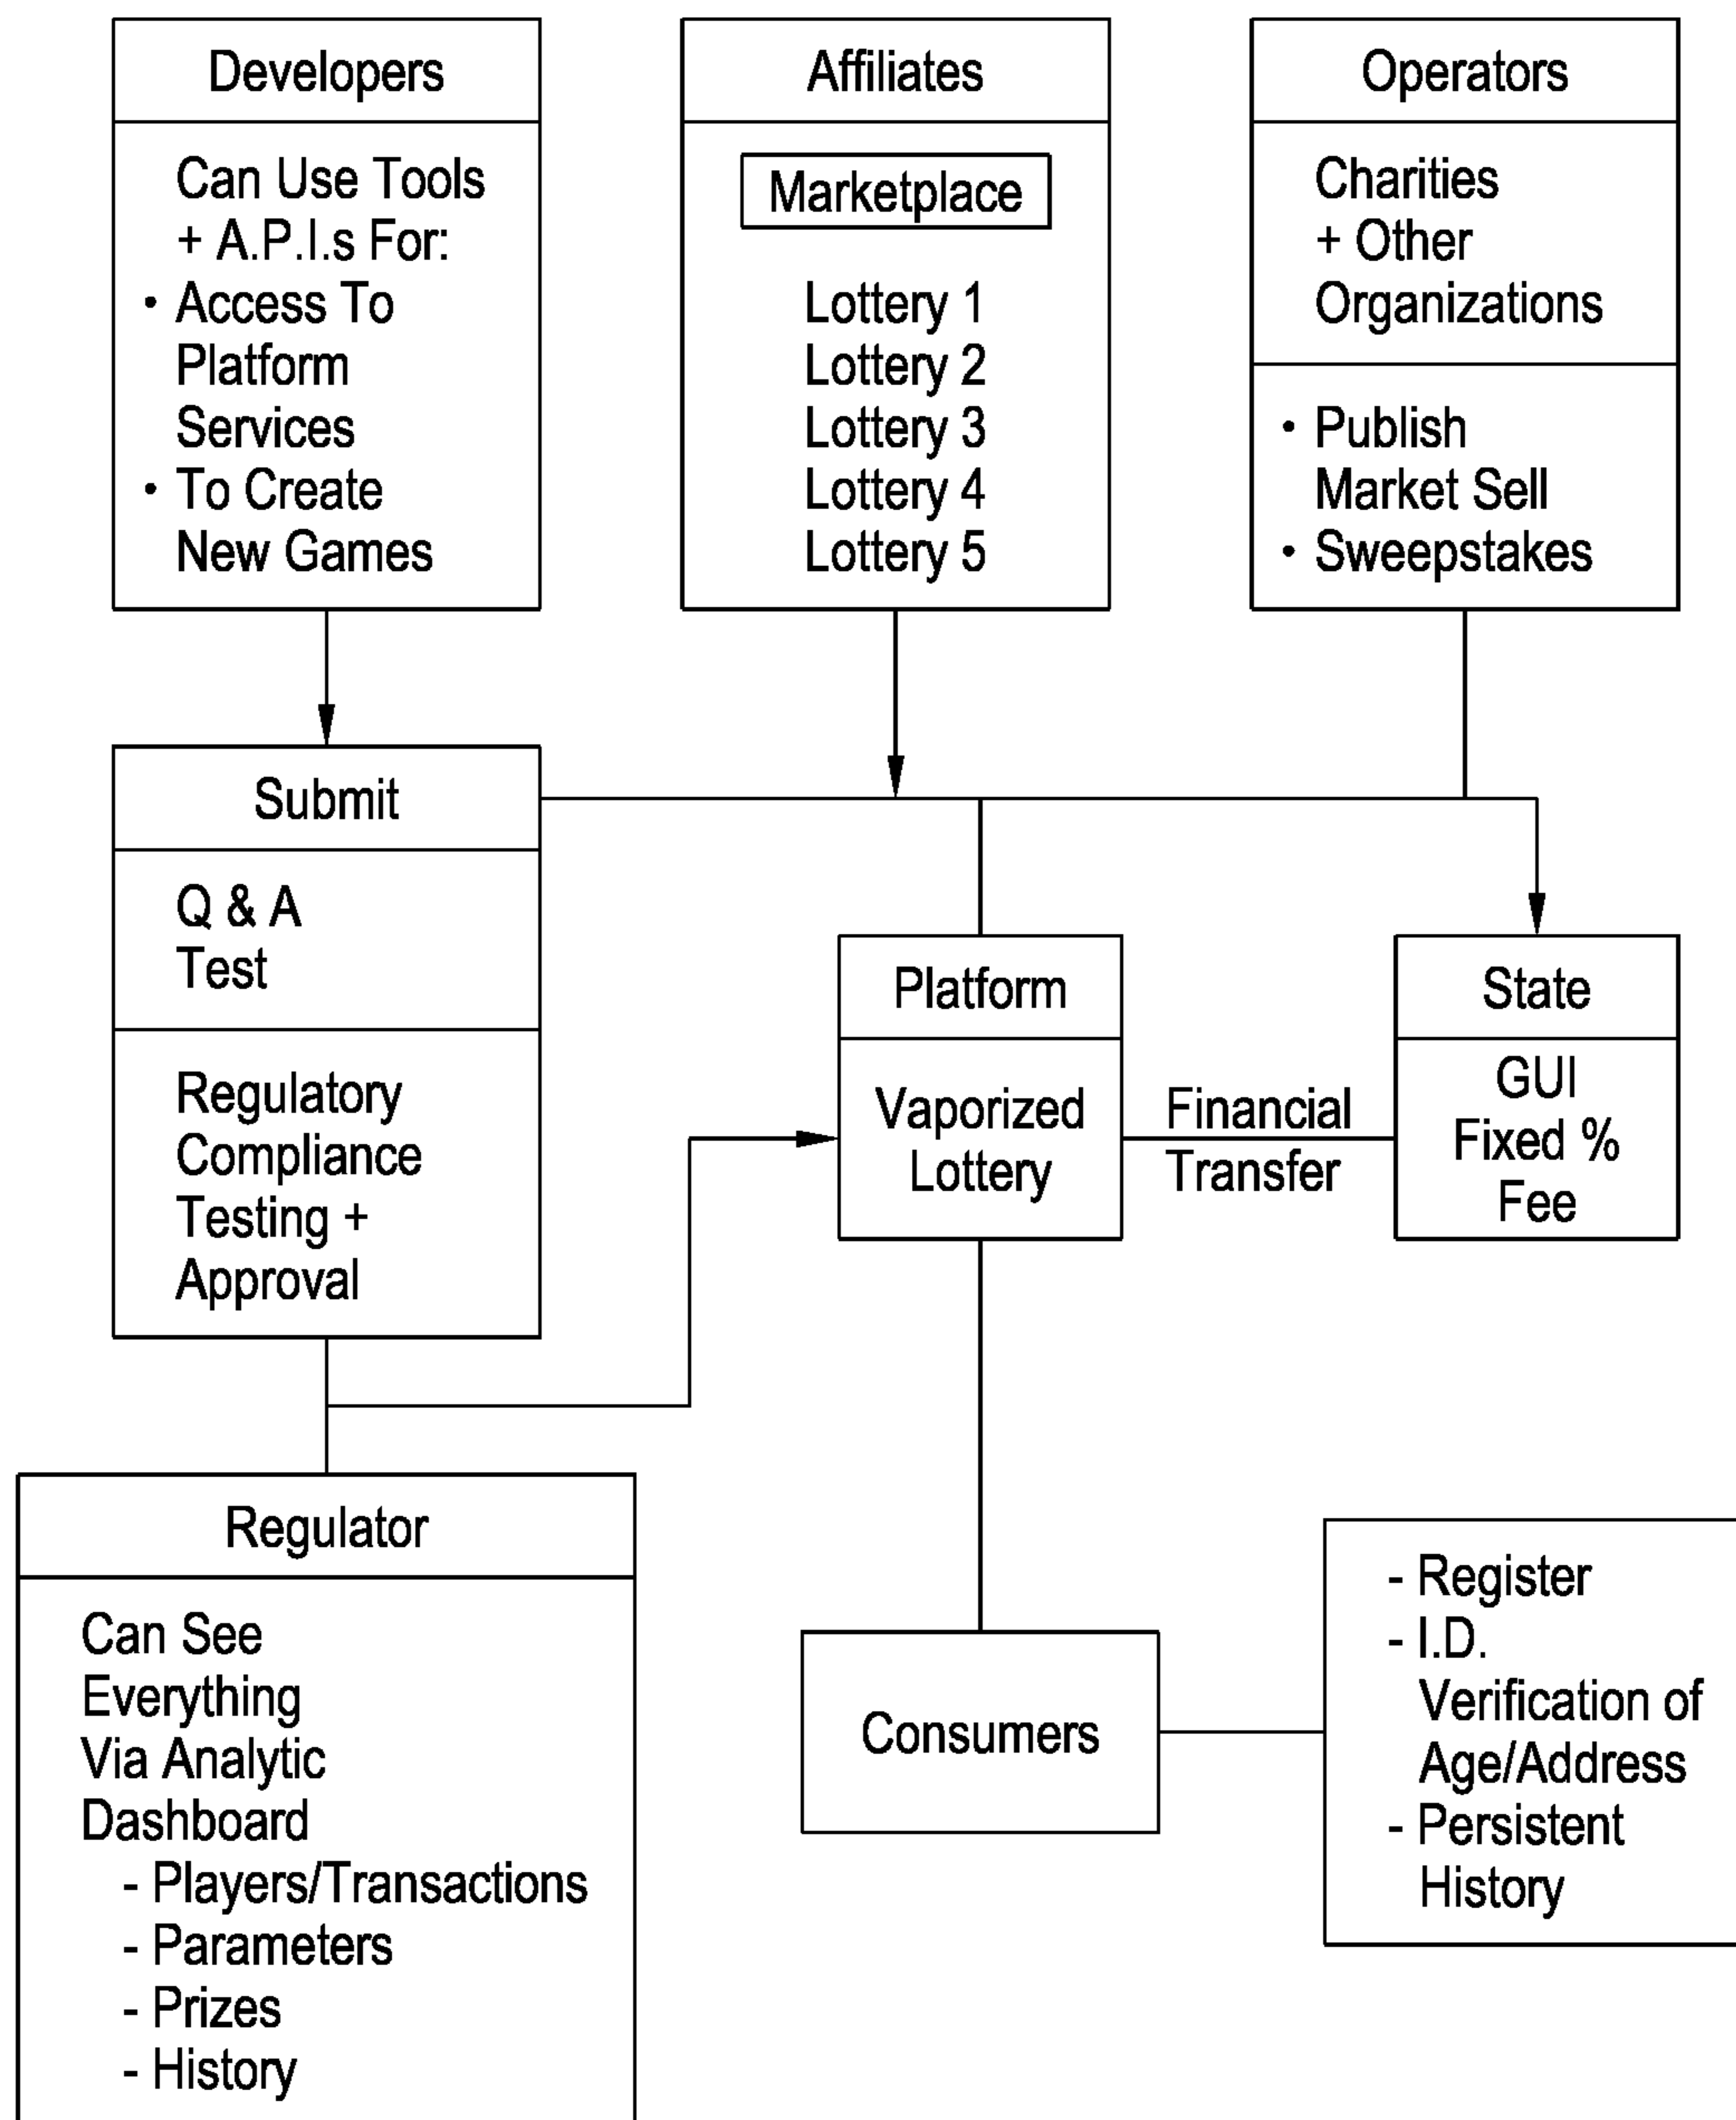 Developers
Can Use Tools
+ A.P.I.s For:
• Access To
Platform
Services
• To Create
New Games
Affiliates
Marketplace
Lottery 1
Lottery 2
Lottery 3
Lottery 4
Lottery 5
Operators
Charities
+ Other
Organizations
• Publish
Market Sell
• Sweepstakes
Submit
Q & A
Test
Regulatory
Compliance
Testing +
Approval
Platform
Vaporized
Lottery
Financial
Transfer
State
GUI
Fixed %
Fee
Regulator
Can See
Everything
Via Analytic
Dashboard
- Players/Transactions
- Parameters
- Prizes
- History
Consumers
- Register
- I.D.
Verification of
Age/Address
- Persistent
History